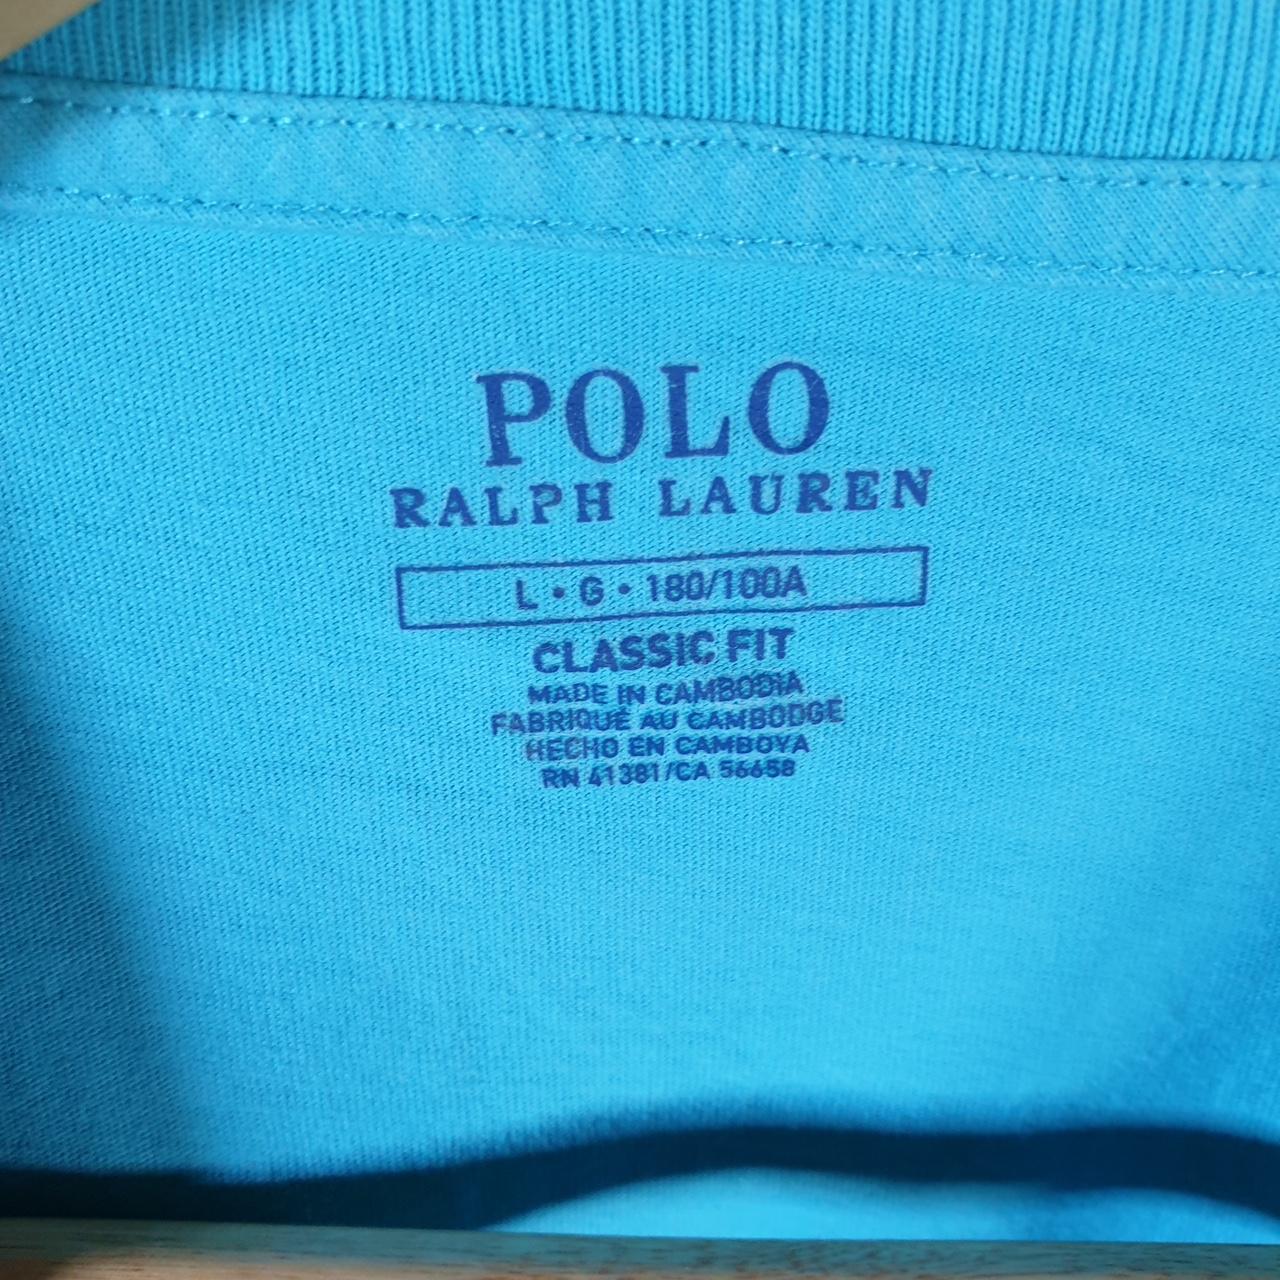 POLO
RALPH LAUREN
L • G • 180/100A
CLASSIC FIT
MADE IN CAMBODIA
FABRIQUÉ AU CAMBODGE
HECHO EN CAMBOYA
RN 41381/CA 56658